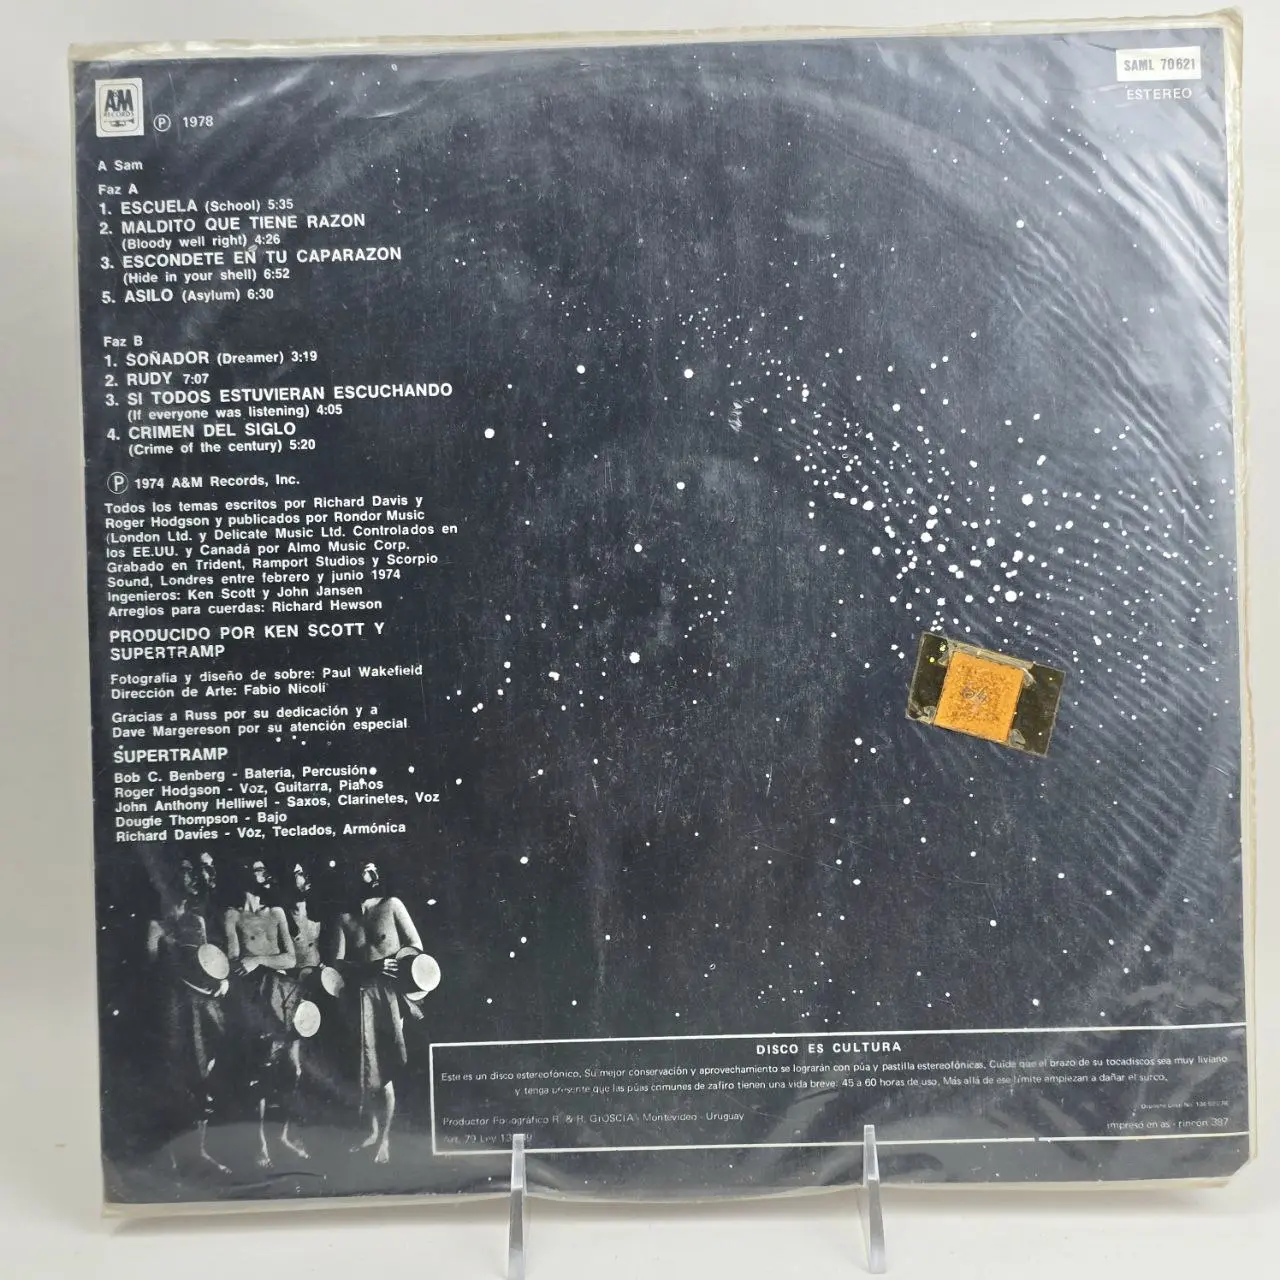 A&M
RECORDS
Ⓟ 1978
SAML 70621
ESTEREO
A Sam
Faz A
1. ESCUELA (School) 5:35
2. MALDITO QUE TIENE RAZON
(Bloody well right) 4:26
3. ESCONDETE EN TU CAPARAZON
(Hide in your shell) 6:52
5. ASILO (Asylum) 6:30
Faz B
1. SOÑADOR (Dreamer) 3:19
2. RUDY 7:07
3. SI TODOS ESTUVIERAN ESCUCHANDO
(If everyone was listening) 4:05
4. CRIMEN DEL SIGLO
(Crime of the century) 5:20
Ⓟ 1974 A&M Records, Inc.
Todos los temas escritos por Richard Davis y
Roger Hodgson y publicados por Rondor Music
(London Ltd. y Delicate Music Ltd. Controlados en
los EE.UU. y Canadá por Almo Music Corp.
Grabado en Trident, Ramport Studios y Scorpio
Sound, Londres entre febrero y junio 1974
Ingenieros: Ken Scott y John Jansen
Arreglos para cuerdas: Richard Hewson
PRODUCIDO POR KEN SCOTT Y
SUPERTRAMP
Fotografía y diseño de sobre: Paul Wakefield
Dirección de Arte: Fabio Nicoli
Gracias a Russ por su dedicación y a
Dave Margereson por su atención especial
SUPERTRAMP
Bob C. Benberg - Batería, Percusión
Roger Hodgson - Voz, Guitarra, Pianos
John Anthony Helliwel - Saxos, Clarinetes, Voz
Dougie Thompson - Bajo
Richard Davies - Voz, Teclados, Armónica
DISCO ES CULTURA
Este es un disco estereofónico. Su mejor conservación y aprovechamiento se lograrán con púa y pastilla estereofónicas. Cuide que el brazo de su tocadiscos sea muy liviano
y tenga presente que las púas comunes de zafiro tienen una vida breve: 45 a 60 horas de uso. Más allá de ese límite empiezan a dañar el surco.
Productor Fonográfico R. & R. GIOSCIA - Montevideo - Uruguay
impreso en as - rincón 387
Art. 79 Ley